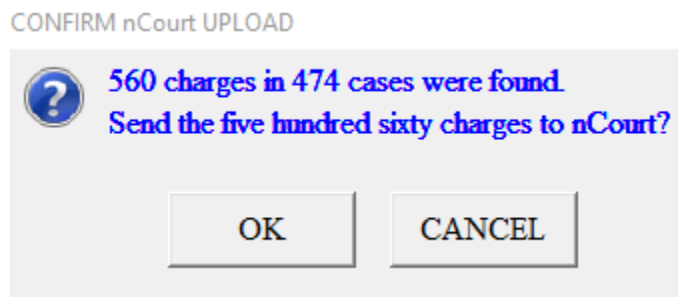 CONFIRM nCourt UPLOAD
560 charges in 474 cases were found.
Send the five hundred sixty charges to nCourt?
OK
CANCEL